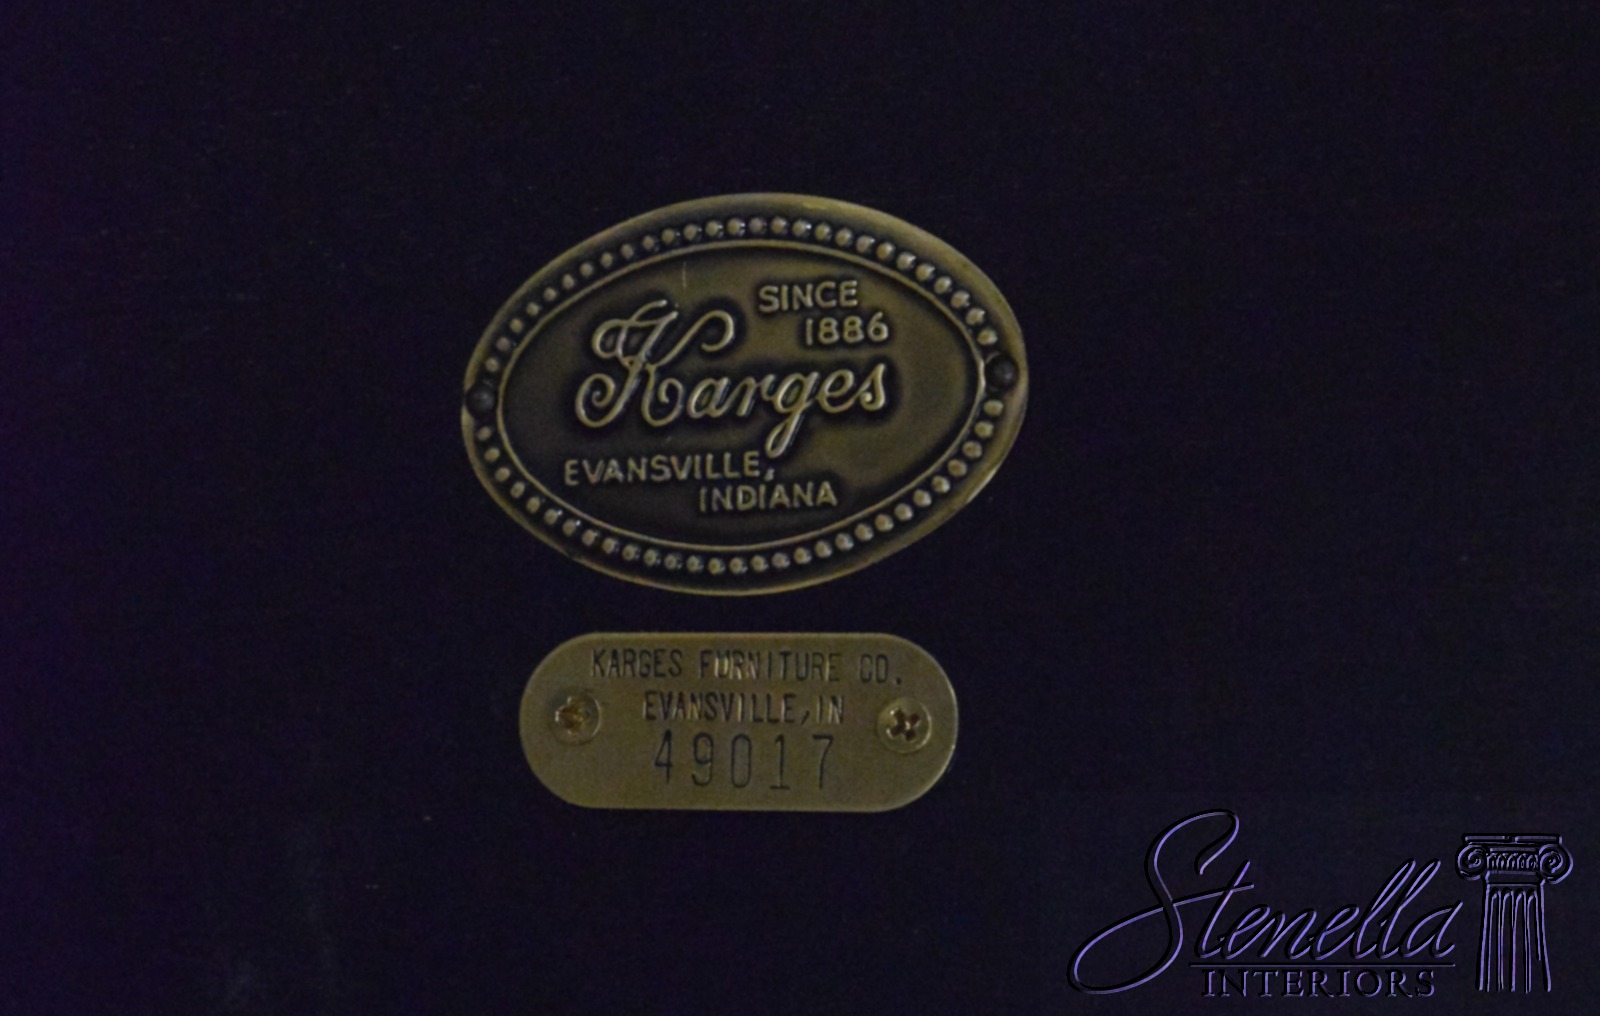 SINCE
1886
Karges
EVANSVILLE,
INDIANA
KARGES FURNITURE CO.
EVANSVILLE, IN
49017
Stenella
INTERIORS